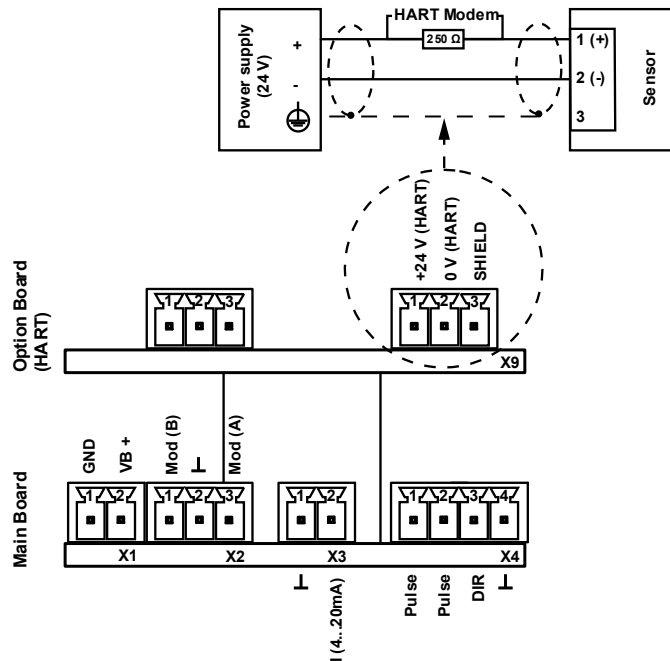 HART Modem
250 Ω
Power supply
(24 V)
+
-
1 (+)
2 (-)
3
Sensor
+24 V (HART)
0 V (HART)
SHIELD
Option Board
(HART)
1 2 3
1 2 3
X9
GND
VB +
Mod (B)
Mod (A)
Main Board
1 2
1 2 3
1 2
1 2 3 4
X1
X2
X3
X4
I (4...20mA)
Pulse
Pulse
DIR